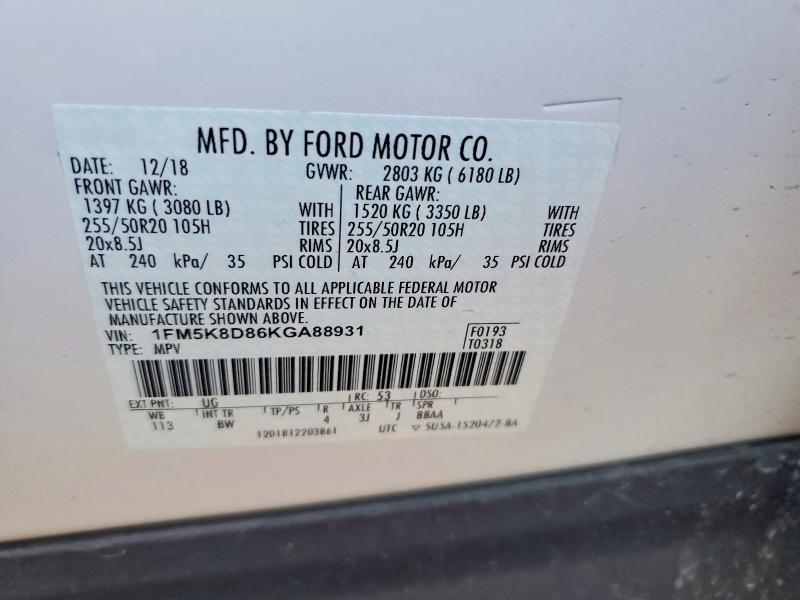 MFD. BY FORD MOTOR CO.
DATE: 12/18 GVWR: 2803 KG ( 6180 LB)
FRONT GAWR: REAR GAWR:
1397 KG ( 3080 LB) WITH 1520 KG ( 3350 LB) WITH
255/50R20 105H TIRES 255/50R20 105H TIRES
20x8.5J RIMS 20x8.5J RIMS
AT 240 kPa/ 35 PSI COLD AT 240 kPa/ 35 PSI COLD
THIS VEHICLE CONFORMS TO ALL APPLICABLE FEDERAL MOTOR
VEHICLE SAFETY STANDARDS IN EFFECT ON THE DATE OF
MANUFACTURE SHOWN ABOVE.
VIN: 1FM5K8D86KGA88931 F0193
TYPE: MPV T0318
EXT PNT: UG RC: 53 DSO:
WB INT TR TP/PS R AXLE TR SPR
113 BW 4 3J J BBAA
1201812203861 UTC ▽ 5U5A-1520472-BA